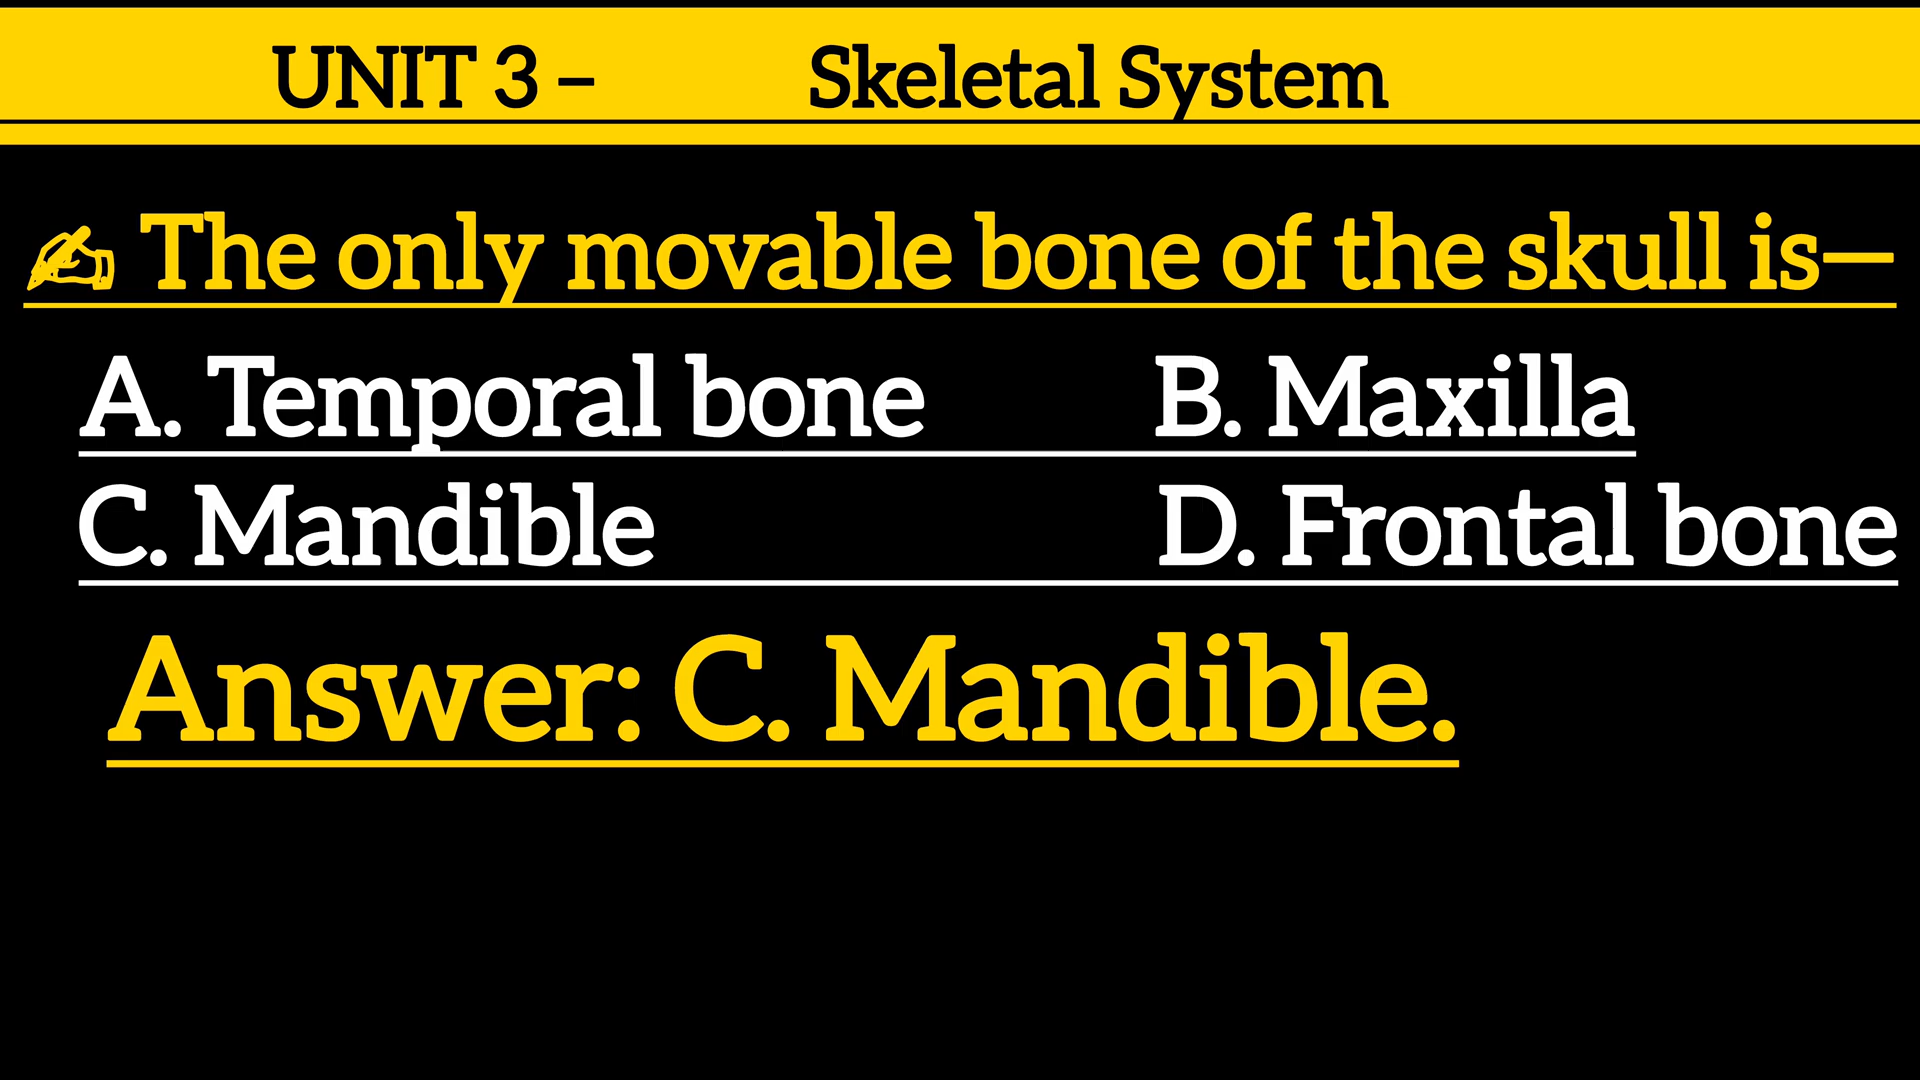 UNIT 3 – Skeletal System
✍ The only movable bone of the skull is—
A. Temporal bone B. Maxilla
C. Mandible D. Frontal bone
Answer: C. Mandible.